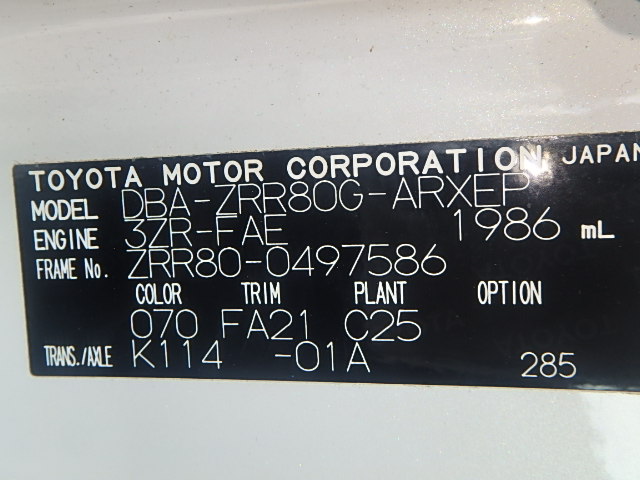 TOYOTA MOTOR CORPORATION JAPAN
MODEL DBA-ZRR80G-ARXEP
ENGINE 3ZR-FAE 1986 mL
FRAME No. ZRR80-0497586
COLOR TRIM PLANT OPTION
070 FA21 C25
TRANS./AXLE K114 -01A 285